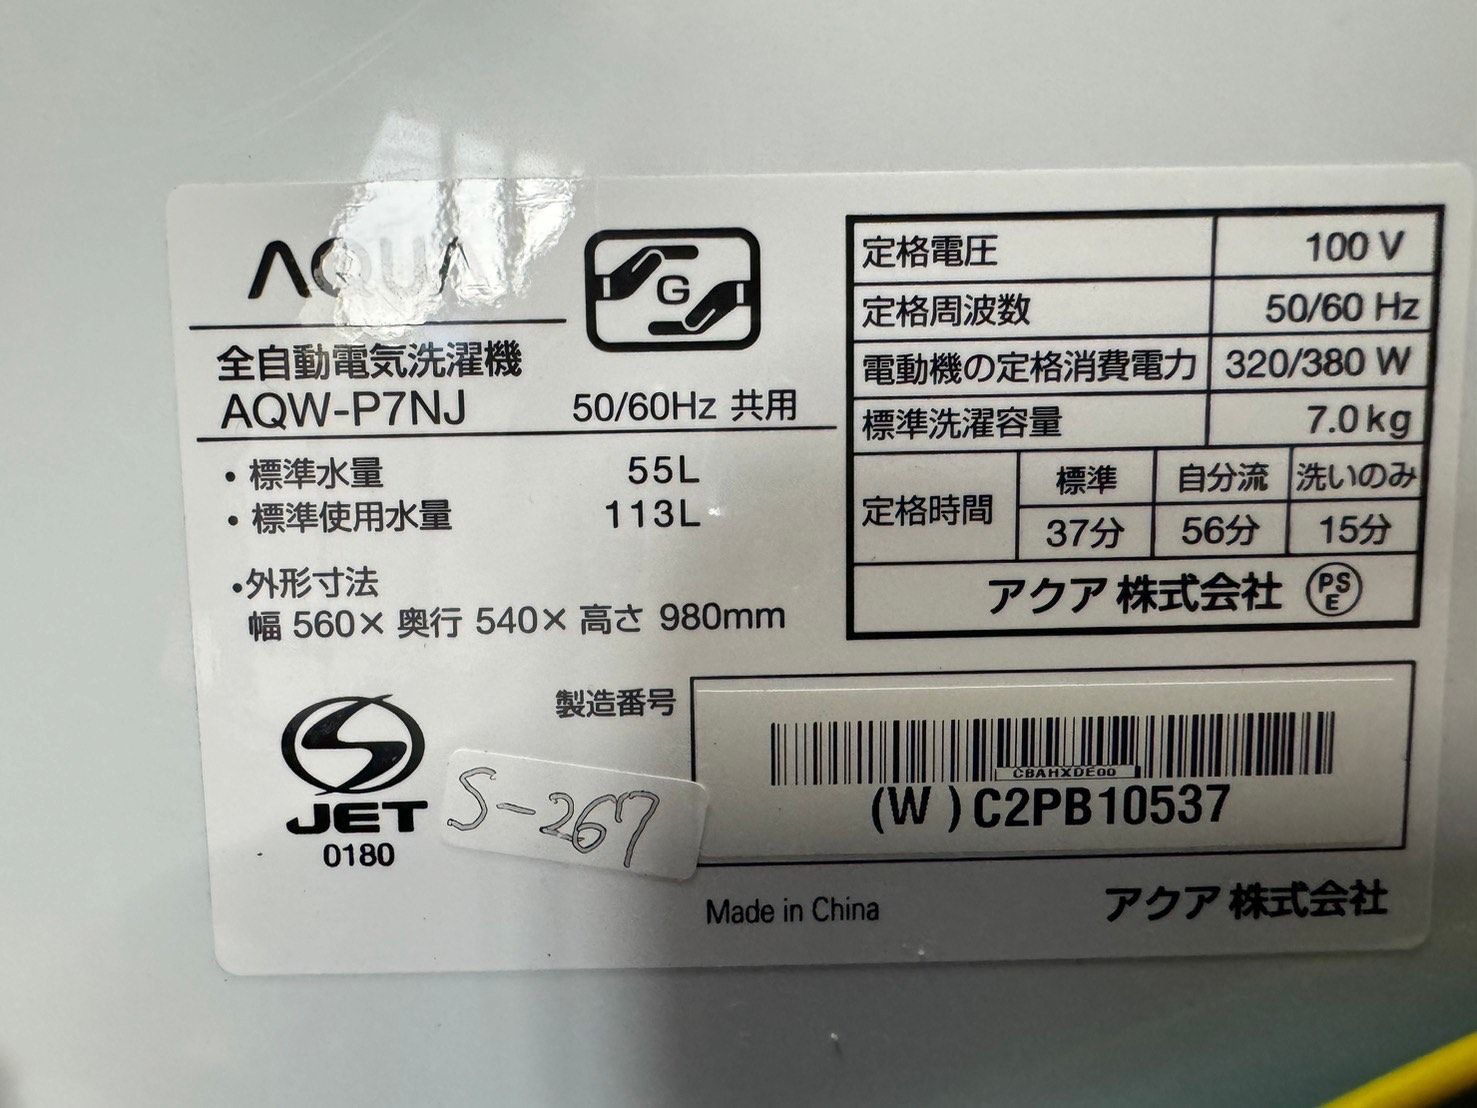 AQUA
G
全自動電気洗濯機
AQW-P7NJ 50/60Hz 共用
・標準水量 55L
・標準使用水量 113L
・外形寸法
幅 560× 奥行 540× 高さ 980mm
定格電圧 100 V
定格周波数 50/60 Hz
電動機の定格消費電力 320/380 W
標準洗濯容量 7.0kg
定格時間 標準 自分流 洗いのみ
37分 56分 15分
アクア 株式会社 PSE
製造番号
CBAHXDE00
(W)C2PB10537
JET
0180
S-267
Made in China アクア 株式会社